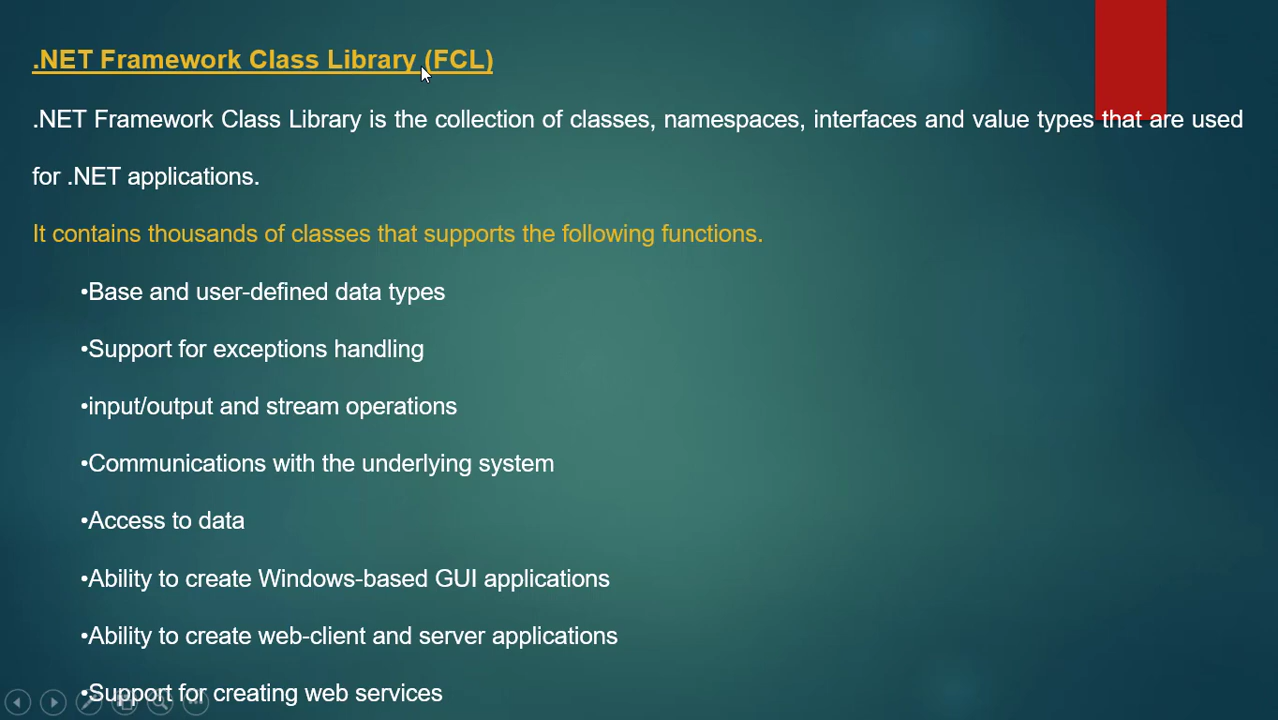 .NET Framework Class Library (FCL)
.NET Framework Class Library is the collection of classes, namespaces, interfaces and value types that are used
for .NET applications.
It contains thousands of classes that supports the following functions.
•Base and user-defined data types
•Support for exceptions handling
•input/output and stream operations
•Communications with the underlying system
•Access to data
•Ability to create Windows-based GUI applications
•Ability to create web-client and server applications
•Support for creating web services